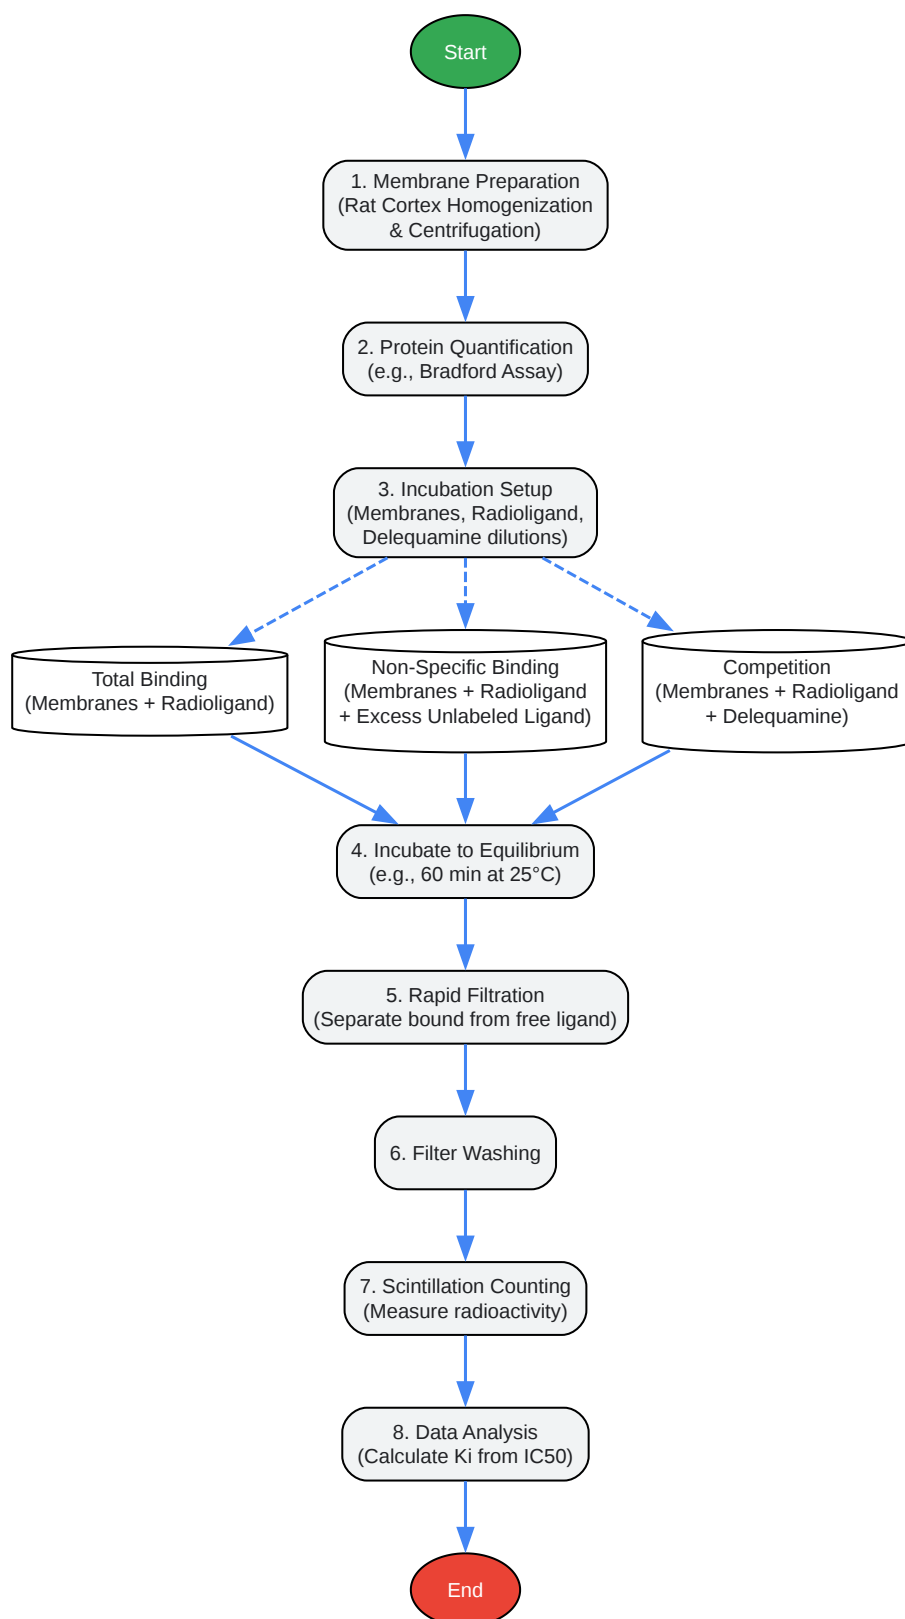 Start
1. Membrane Preparation
(Rat Cortex Homogenization
& Centrifugation)
2. Protein Quantification
(e.g., Bradford Assay)
3. Incubation Setup
(Membranes, Radioligand,
Delequamine dilutions)
Total Binding
(Membranes + Radioligand)
Non-Specific Binding
(Membranes + Radioligand
+ Excess Unlabeled Ligand)
Competition
(Membranes + Radioligand
+ Delequamine)
4. Incubate to Equilibrium
(e.g., 60 min at 25°C)
5. Rapid Filtration
(Separate bound from free ligand)
6. Filter Washing
7. Scintillation Counting
(Measure radioactivity)
8. Data Analysis
(Calculate Ki from IC50)
End